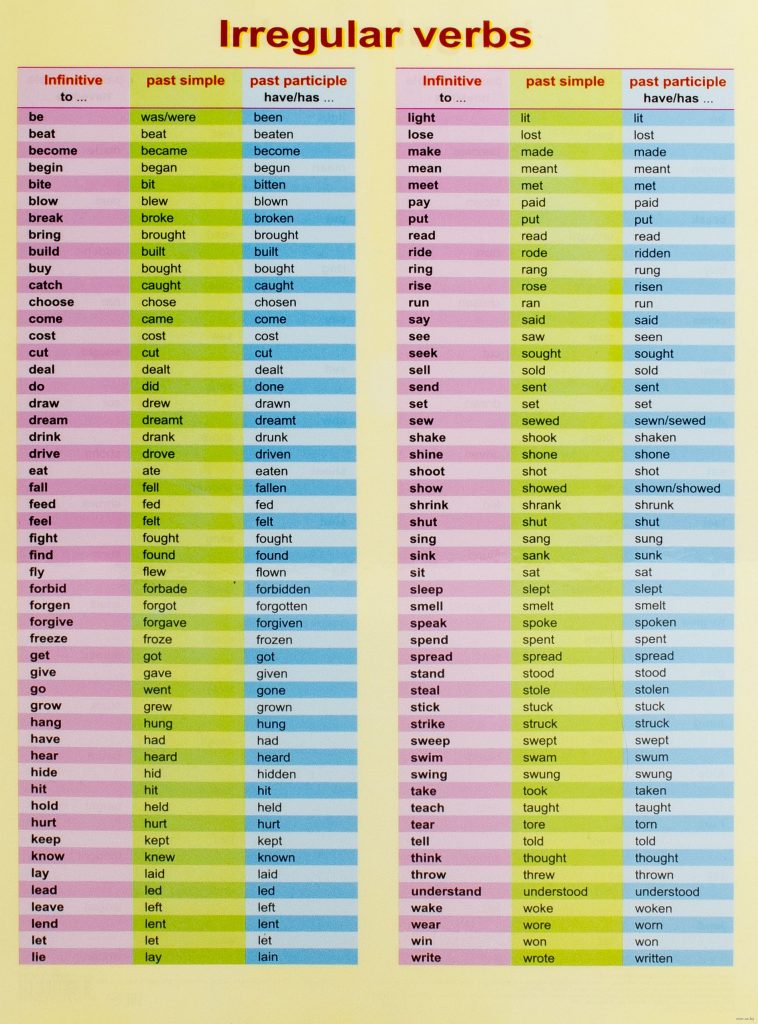 Irregular verbs
Infinitive past simple past participle
to ... have/has ...
be was/were been
beat beat beaten
become became become
begin began begun
bite bit bitten
blow blew blown
break broke broken
bring brought brought
build built built
buy bought bought
catch caught caught
choose chose chosen
come came come
cost cost cost
cut cut cut
deal dealt dealt
do did done
draw drew drawn
dream dreamt dreamt
drink drank drunk
drive drove driven
eat ate eaten
fall fell fallen
feed fed fed
feel felt felt
fight fought fought
find found found
fly flew flown
forbid forbade forbidden
forgen forgot forgotten
forgive forgave forgiven
freeze froze frozen
get got got
give gave given
go went gone
grow grew grown
hang hung hung
have had had
hear heard heard
hide hid hidden
hit hit hit
hold held held
hurt hurt hurt
keep kept kept
know knew known
lay laid laid
lead led led
leave left left
lend lent lent
let let let
lie lay lain
Infinitive past simple past participle
to ... have/has ...
light lit lit
lose lost lost
make made made
mean meant meant
meet met met
pay paid paid
put put put
read read read
ride rode ridden
ring rang rung
rise rose risen
run ran run
say said said
see saw seen
seek sought sought
sell sold sold
send sent sent
set set set
sew sewed sewn/sewed
shake shook shaken
shine shone shone
shoot shot shot
show showed shown/showed
shrink shrank shrunk
shut shut shut
sing sang sung
sink sank sunk
sit sat sat
sleep slept slept
smell smelt smelt
speak spoke spoken
spend spent spent
spread spread spread
stand stood stood
steal stole stolen
stick stuck stuck
strike struck struck
sweep swept swept
swim swam swum
swing swung swung
take took taken
teach taught taught
tear tore torn
tell told told
think thought thought
throw threw thrown
understand understood understood
wake woke woken
wear wore worn
win won won
write wrote written